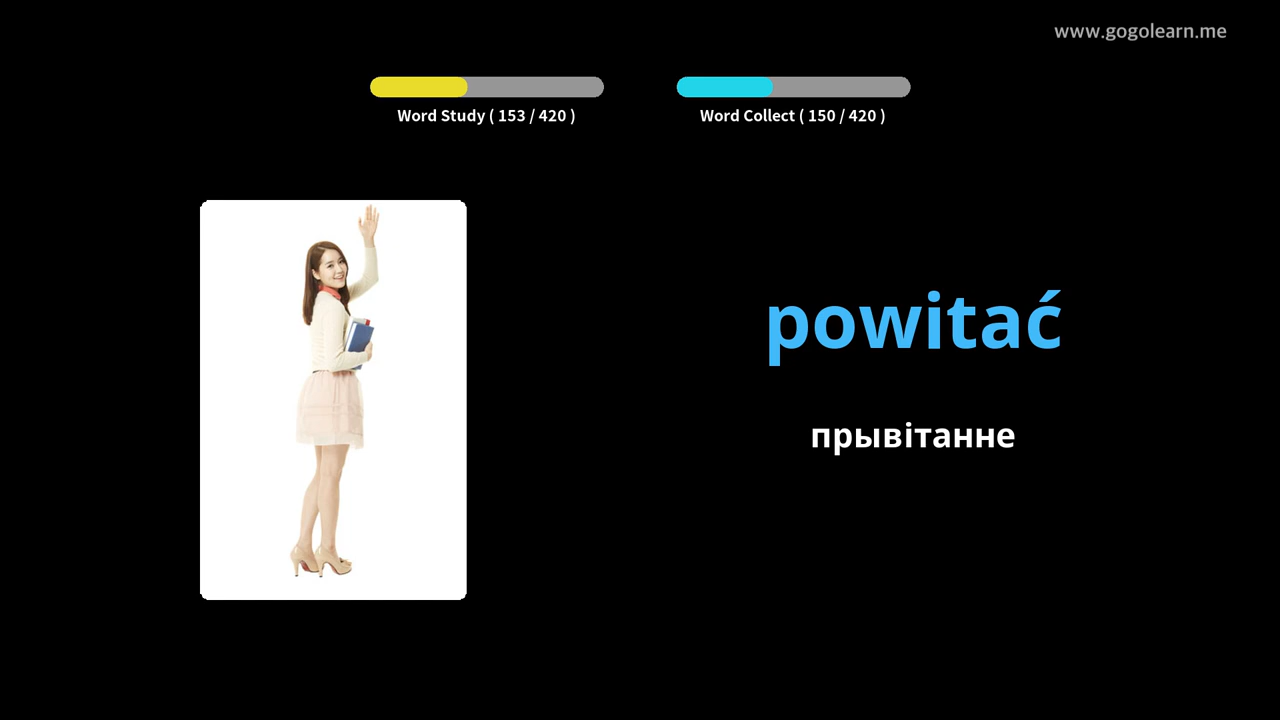 www.gogolearn.me
Word Study ( 153 / 420 )
Word Collect ( 150 / 420 )
powitać
прывітанне